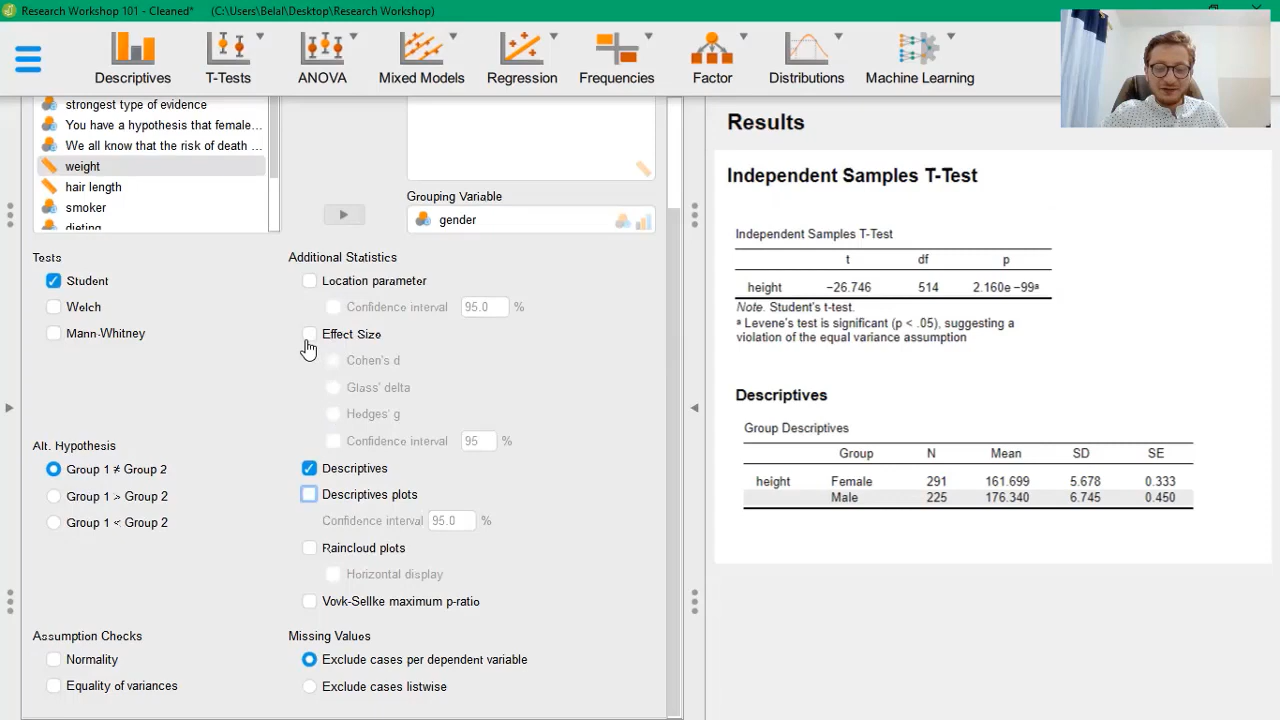 Research Workshop 101 - Cleaned* (C:\Users\Belal\Desktop\Research Workshop)
Descriptives T-Tests ANOVA Mixed Models Regression Frequencies Factor Distributions Machine Learning
strongest type of evidence
You have a hypothesis that female...
We all know that the risk of death ...
weight
hair length
smoker
dieting
Grouping Variable
gender
Tests
Student
Welch
Mann-Whitney
Alt. Hypothesis
Group 1 ≠ Group 2
Group 1 > Group 2
Group 1 < Group 2
Assumption Checks
Normality
Equality of variances
Additional Statistics
Location parameter
Confidence interval 95.0 %
Effect Size
Cohen's d
Glass' delta
Hedges' g
Confidence interval 95 %
Descriptives
Descriptives plots
Confidence interval 95.0 %
Raincloud plots
Horizontal display
Vovk-Sellke maximum p-ratio
Missing Values
Exclude cases per dependent variable
Exclude cases listwise
Results
Independent Samples T-Test
Independent Samples T-Test
t df p
height −26.746 514 2.160e −99ᵃ
Note. Student's t-test.
ᵃ Levene's test is significant (p < .05), suggesting a
violation of the equal variance assumption
Descriptives
Group Descriptives
Group N Mean SD SE
height Female 291 161.699 5.678 0.333
Male 225 176.340 6.745 0.450